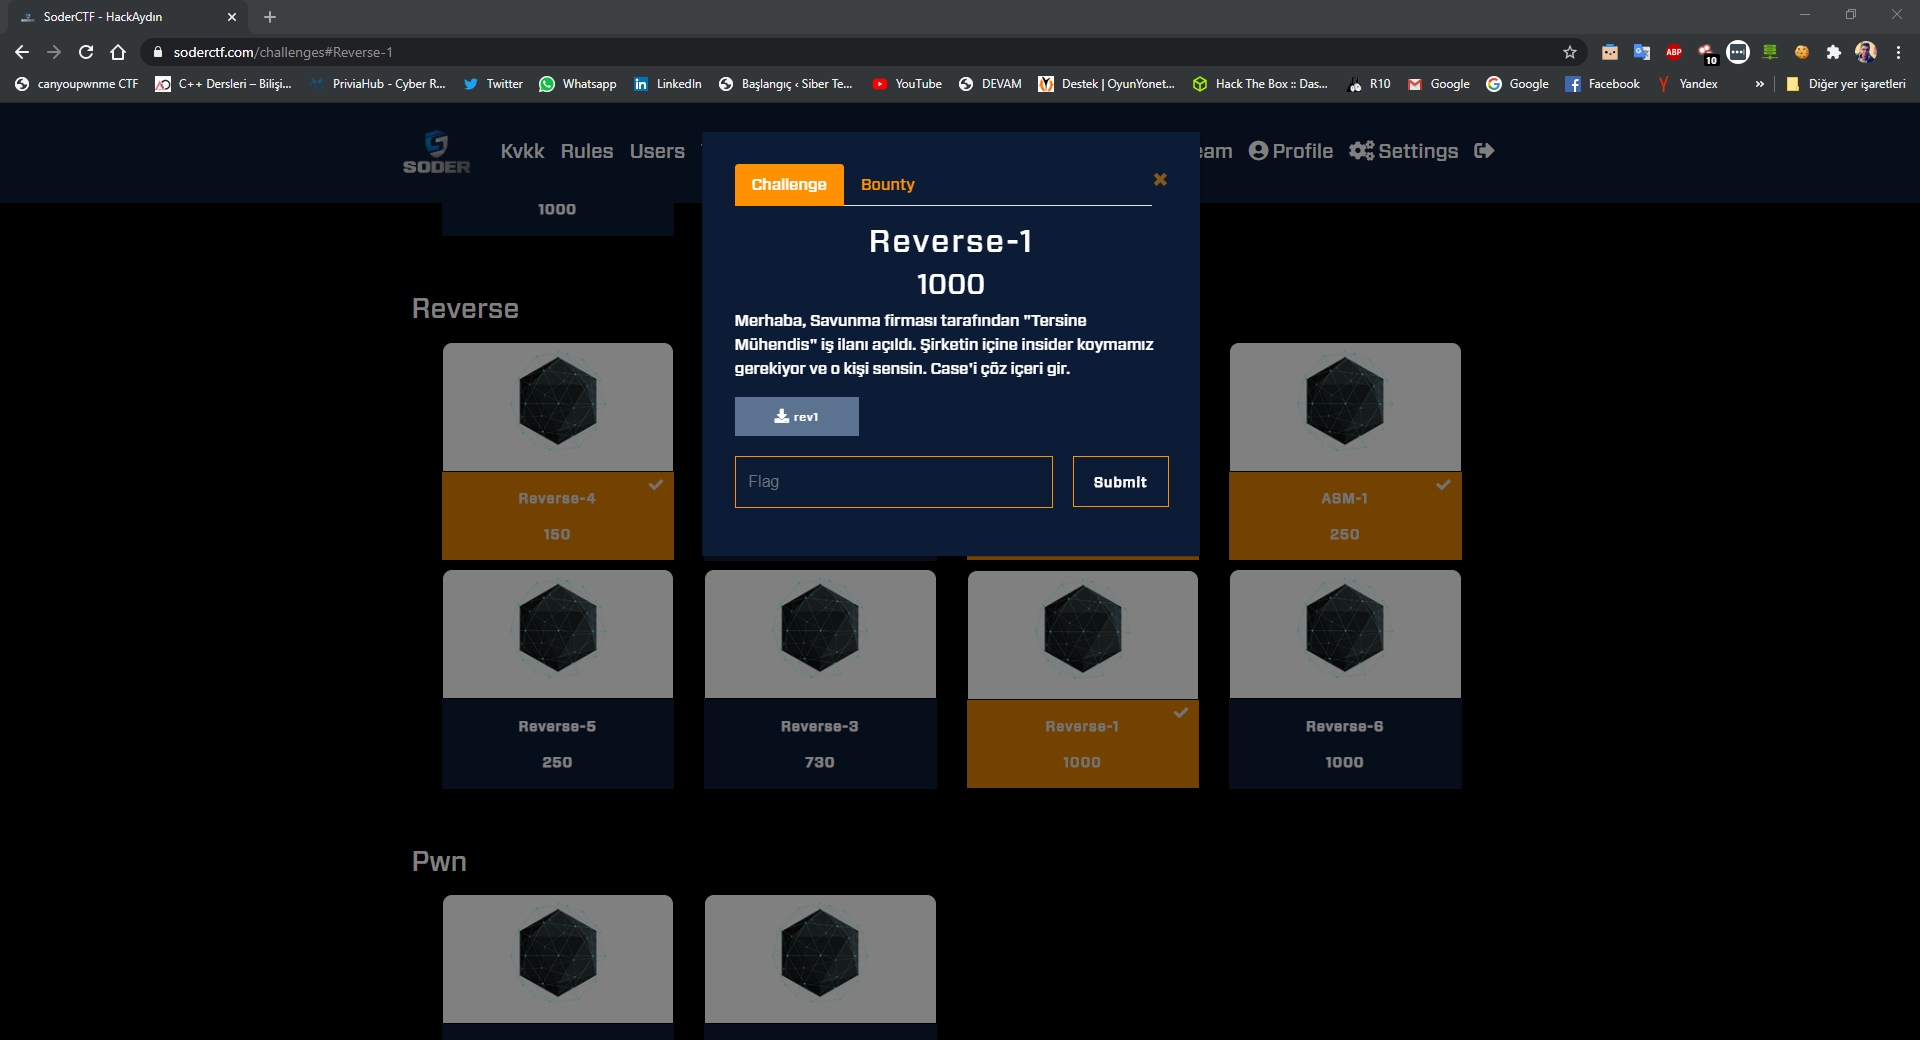 SoderCTF - HackAydın
soderctf.com/challenges#Reverse-1
ABP
10
canyoupwnme CTF
C++ Dersleri – Bilişi...
PriviaHub - Cyber R...
Twitter
Whatsapp
LinkedIn
Başlangıç ‹ Siber Te...
YouTube
DEVAM
Destek | OyunYonet...
Hack The Box :: Das...
R10
Google
Google
Facebook
Yandex
»
Diğer yer işaretleri
SODER
Kvkk
Rules
Users
eam
Profile
Settings
1000
Challenge
Bounty
Reverse-1
1000
Merhaba, Savunma firması tarafından "Tersine
Mühendis" iş ilanı açıldı. Şirketin içine insider koymamız
gerekiyor ve o kişi sensin. Case'i çöz içeri gir.
rev1
Flag
Submit
Reverse
Reverse-4
150
ASM-1
250
Reverse-5
250
Reverse-3
730
Reverse-1
1000
Reverse-6
1000
Pwn